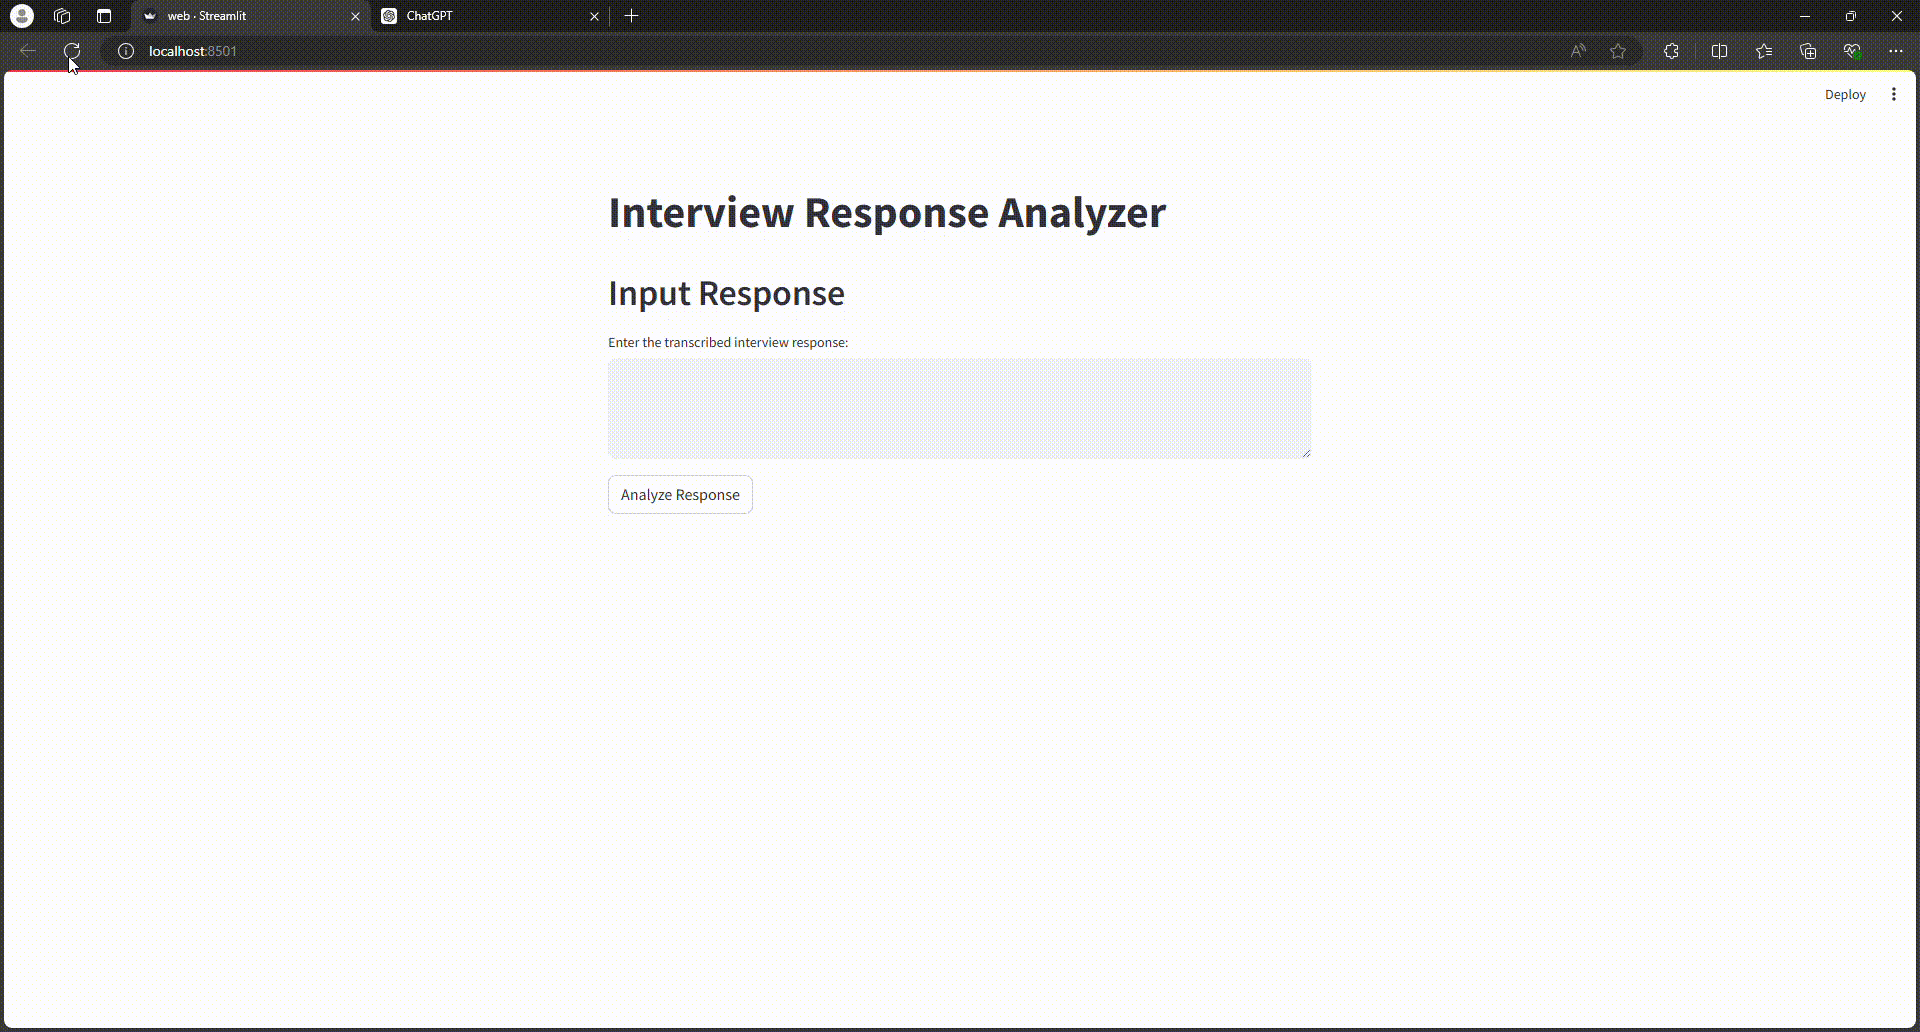 web · Streamlit
ChatGPT
localhost:8501
Deploy
Interview Response Analyzer
Input Response
Enter the transcribed interview response:
Analyze Response